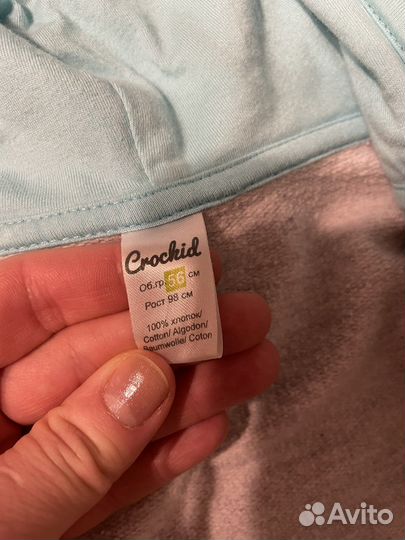 Crockid
Об.гр. 56 см
Рост 98 см
100% хлопок/
Cotton/ Algodon/
Baumwolle/ Coton
Avito